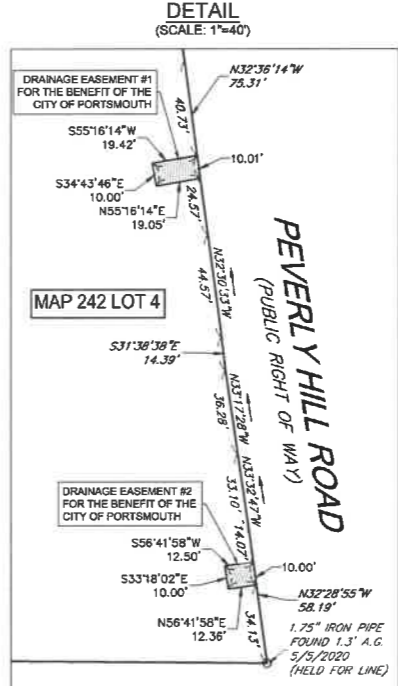 DETAIL
(SCALE: 1"=40')
DRAINAGE EASEMENT #1
FOR THE BENEFIT OF THE
CITY OF PORTSMOUTH
N32°36'14"W
75.31'
40.73'
S55°16'14"W
19.42'
10.01'
S34°43'46"E
10.00'
N55°16'14"E
19.05'
24.57'
PEVERLY HILL ROAD
(PUBLIC RIGHT OF WAY)
N32°30'33"W
44.57'
MAP 242 LOT 4
S31°38'38"E
14.39'
N33°17'28"W
36.28'
N33°32'47"W
33.10'
DRAINAGE EASEMENT #2
FOR THE BENEFIT OF THE
CITY OF PORTSMOUTH
14.07'
S56°41'58"W
12.50'
10.00'
S33°18'02"E
10.00'
N32°28'55"W
58.19'
N56°41'58"E
12.36'
34.13'
1.75" IRON PIPE
FOUND 1.3' A.G.
5/5/2020
(HELD FOR LINE)